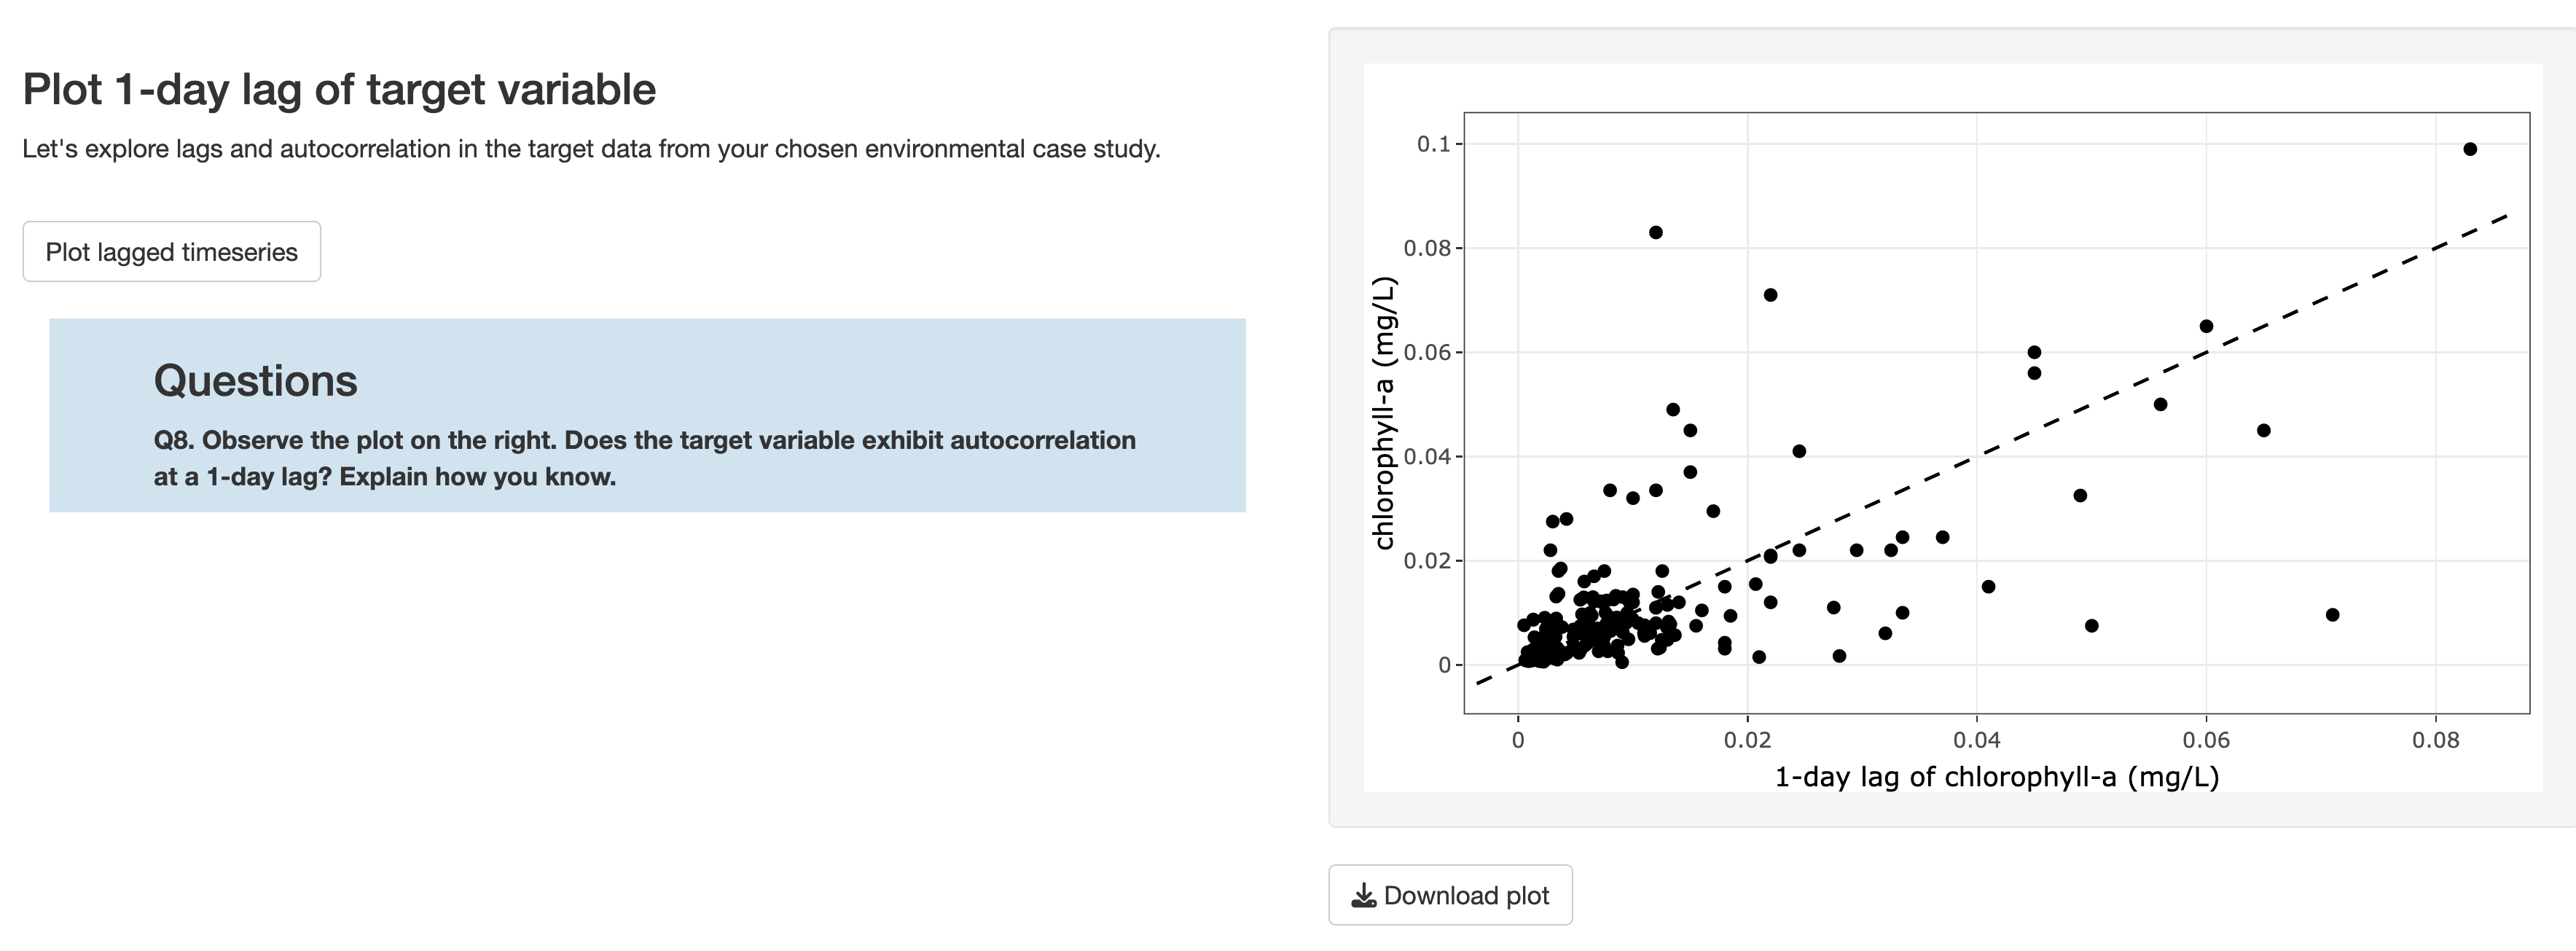 Plot 1-day lag of target variable
Let's explore lags and autocorrelation in the target data from your chosen environmental case study.
Plot lagged timeseries
Questions
Q8. Observe the plot on the right. Does the target variable exhibit autocorrelation
at a 1-day lag? Explain how you know.
chlorophyll-a (mg/L)
0.1
0.08
0.06
0.04
0.02
0
0 0.02 0.04 0.06 0.08
1-day lag of chlorophyll-a (mg/L)
Download plot